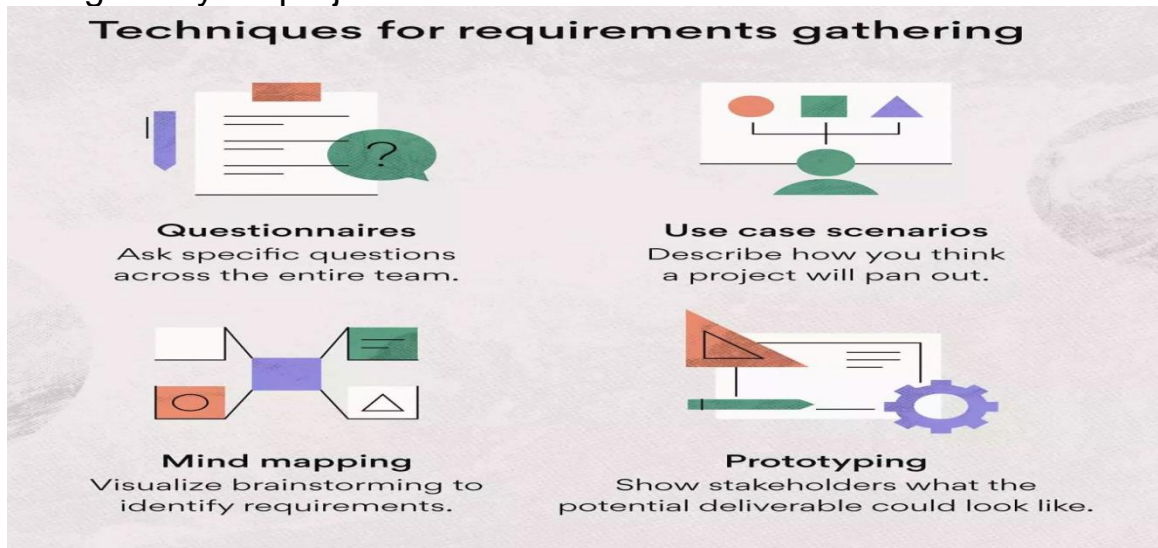 Techniques for requirements gathering
?
Questionnaires
Ask specific questions
across the entire team.
Use case scenarios
Describe how you think
a project will pan out.
Mind mapping
Visualize brainstorming to
identify requirements.
Prototyping
Show stakeholders what the
potential deliverable could look like.